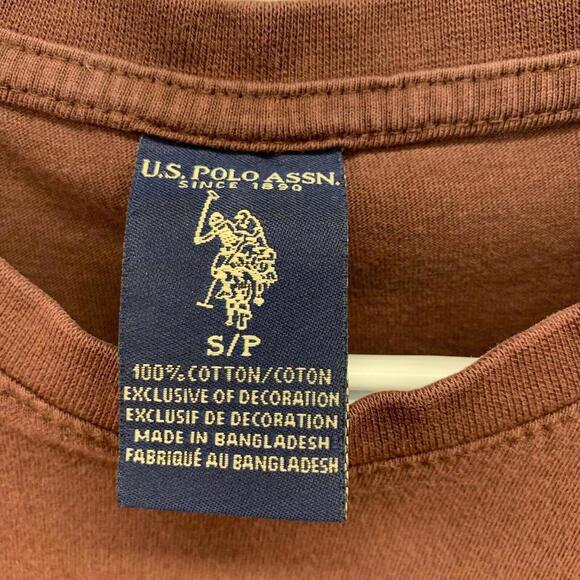 U.S. POLO ASSN.
SINCE 1890
S/P
100% COTTON/COTON
EXCLUSIVE OF DECORATION
EXCLUSIF DE DECORATION
MADE IN BANGLADESH
FABRIQUÉ AU BANGLADESH